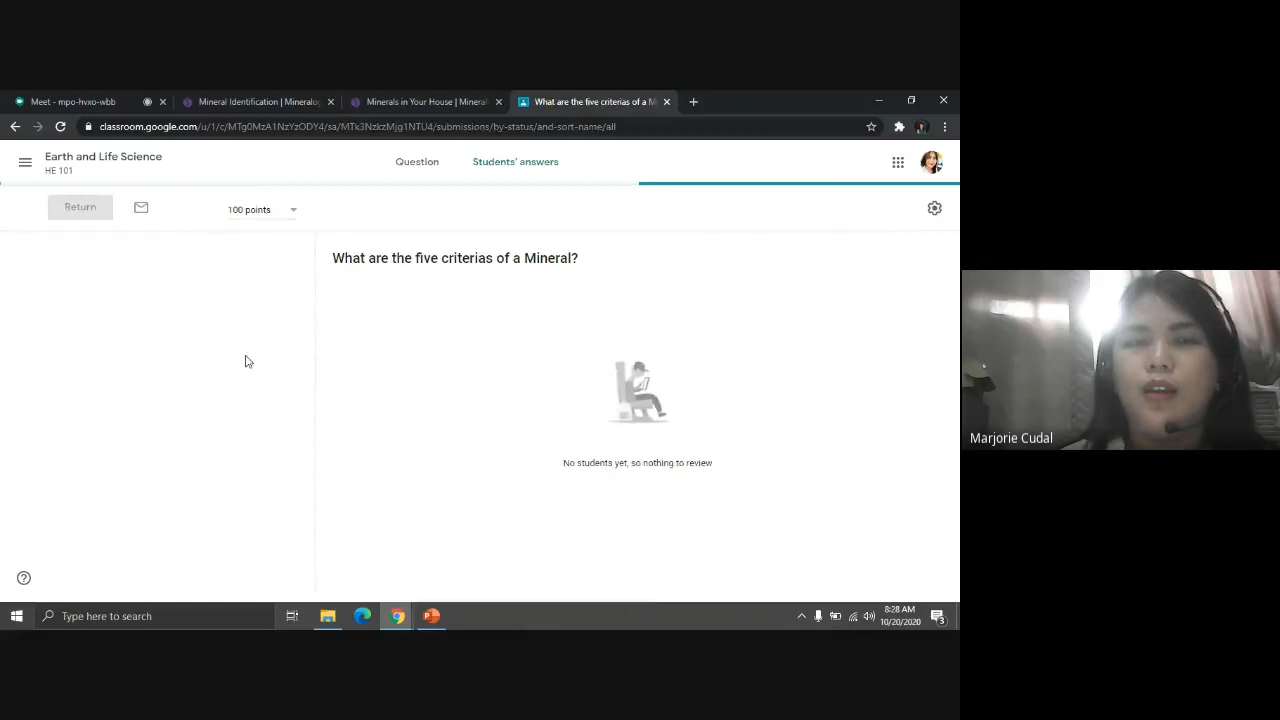 Meet - mpo-hvxo-wbb
Mineral Identification | Mineralo
Minerals in Your House | Mineral
What are the five criterias of a M
classroom.google.com/u/1/c/MTg0MzA1NzYzODY4/sa/MTk3NzkzMjg1NTU4/submissions/by-status/and-sort-name/all
Earth and Life Science
HE 101
Question
Students' answers
Return
100 points
What are the five criterias of a Mineral?
No students yet, so nothing to review
Marjorie Cudal
Type here to search
8:28 AM
10/20/2020
3